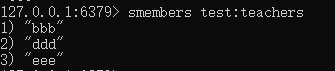 127.0.0.1:6379> smembers test:teachers
1) "bbb"
2) "ddd"
3) "eee"